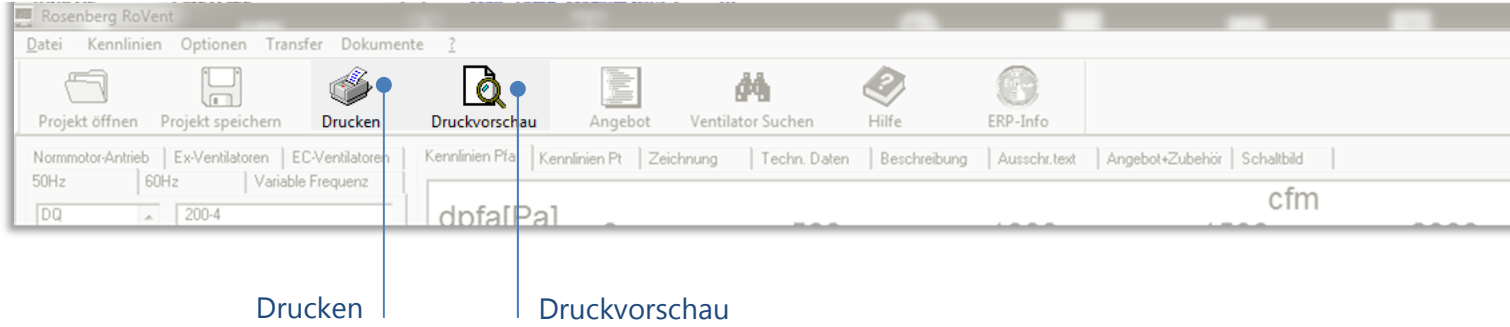 Rosenberg RoVent
Datei Kennlinien Optionen Transfer Dokumente ?
Projekt öffnen Projekt speichern Drucken Druckvorschau Angebot Ventilator Suchen Hilfe ERP-Info
Normmotor-Antrieb Ex-Ventilatoren EC-Ventilatoren Kennlinien Pfa Kennlinien Pt Zeichnung Techn. Daten Beschreibung Ausschr.text Angebot+Zubehör Schaltbild
50Hz 60Hz Variable Frequenz
DQ 200-4 dpfa[Pa] cfm
Drucken Druckvorschau